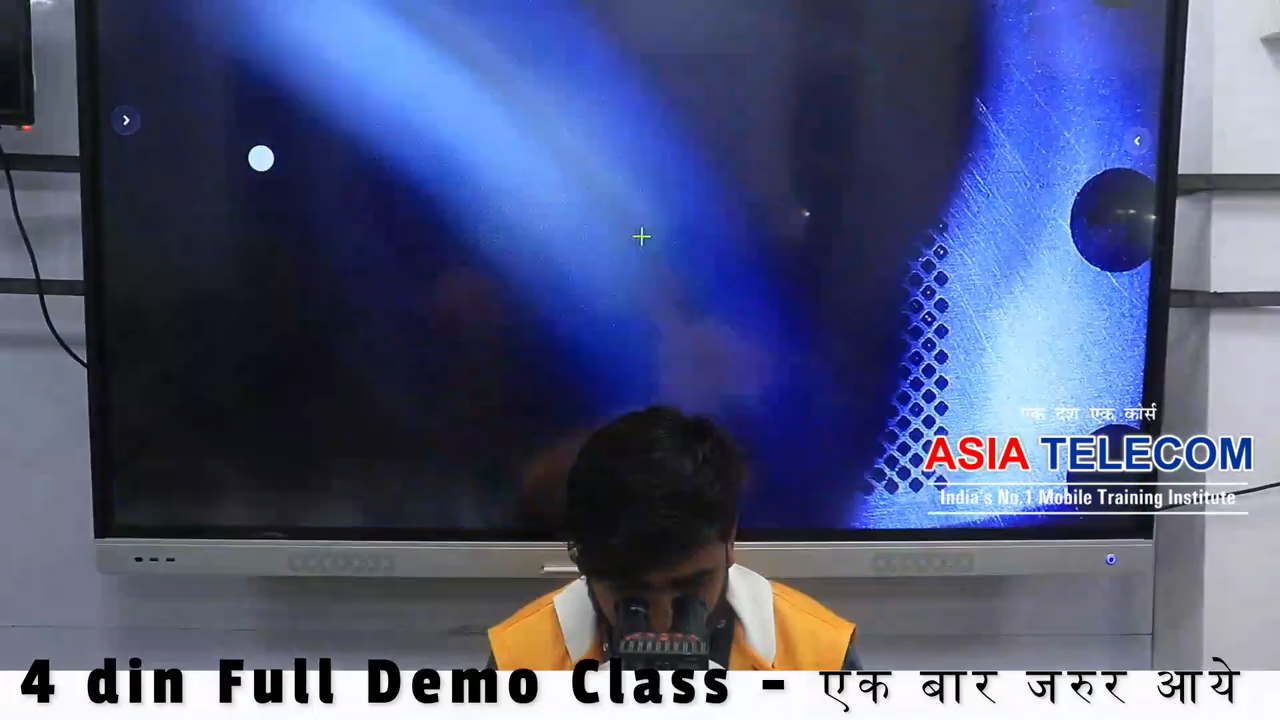 एक देश एक कोर्स
ASIA TELECOM
India's No.1 Mobile Training Institute
4 din Full Demo Class - एक बार जरुर आये